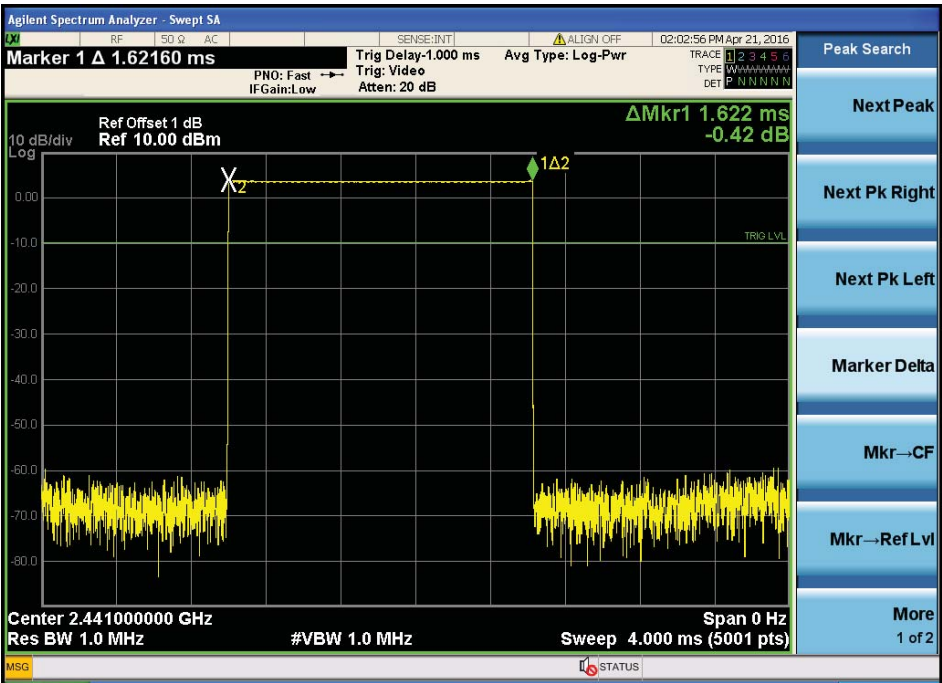 Agilent Spectrum Analyzer - Swept SA
LXI RF 50 Ω AC SENSE:INT ALIGN OFF 02:02:56 PM Apr 21, 2016
Marker 1 Δ 1.62160 ms
PNO: Fast
IFGain:Low
Trig Delay-1.000 ms
Trig: Video
Atten: 20 dB
Avg Type: Log-Pwr
TRACE 1 2 3 4 5 6
TYPE WWWWWW
DET P N N N N N
Peak Search
Next Peak
Next Pk Right
Next Pk Left
Marker Delta
Mkr→CF
Mkr→Ref Lvl
More
1 of 2
ΔMkr1 1.622 ms
-0.42 dB
Ref Offset 1 dB
10 dB/div Ref 10.00 dBm
Log
1Δ2
X2
0.00
TRIG LVL
-10.0
-20.0
-30.0
-40.0
-50.0
-60.0
-70.0
-80.0
Center 2.441000000 GHz Span 0 Hz
Res BW 1.0 MHz #VBW 1.0 MHz Sweep 4.000 ms (5001 pts)
MSG STATUS